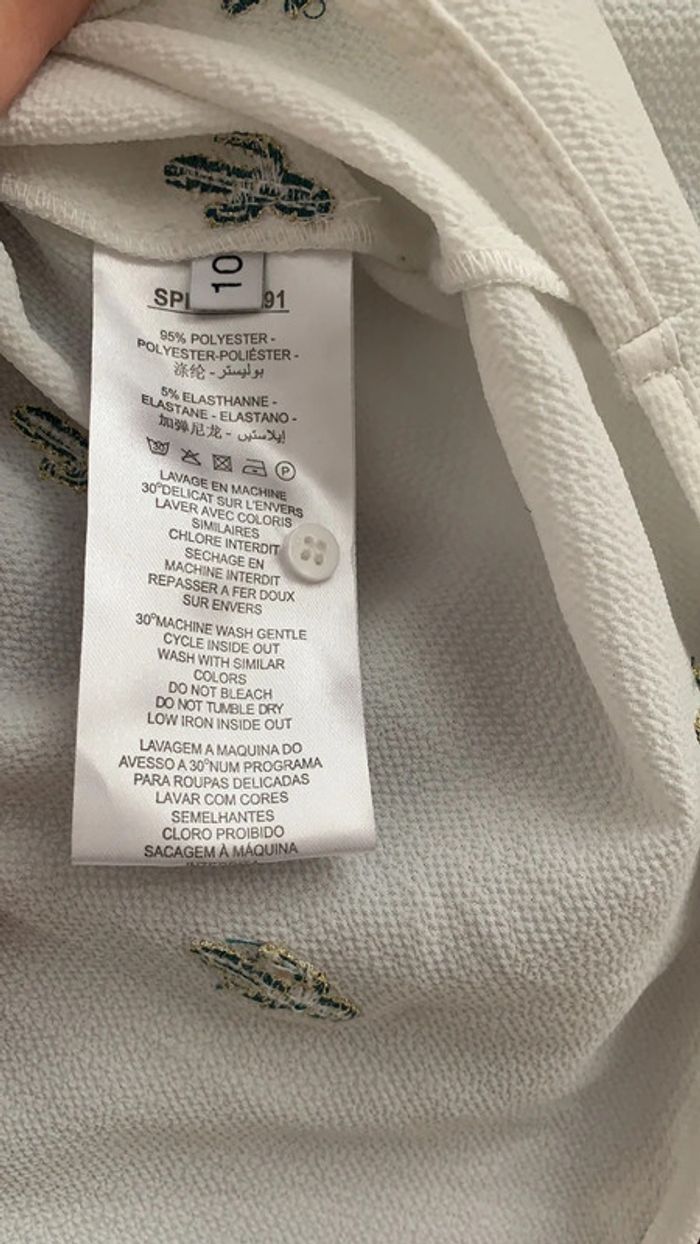 10
SP 91
95% POLYESTER -
POLYESTER-POLIÉSTER -
涤纶 - بوليستر
5% ELASTHANNE -
ELASTANE - ELASTANO -
加弹尼龙 - إيلاستين
30 P
LAVAGE EN MACHINE
30°DELICAT SUR L'ENVERS
LAVER AVEC COLORIS
SIMILAIRES
CHLORE INTERDIT
SECHAGE EN
MACHINE INTERDIT
REPASSER A FER DOUX
SUR ENVERS
30°MACHINE WASH GENTLE
CYCLE INSIDE OUT
WASH WITH SIMILAR
COLORS
DO NOT BLEACH
DO NOT TUMBLE DRY
LOW IRON INSIDE OUT
LAVAGEM A MAQUINA DO
AVESSO A 30°NUM PROGRAMA
PARA ROUPAS DELICADAS
LAVAR COM CORES
SEMELHANTES
CLORO PROIBIDO
SACAGEM À MÁQUINA